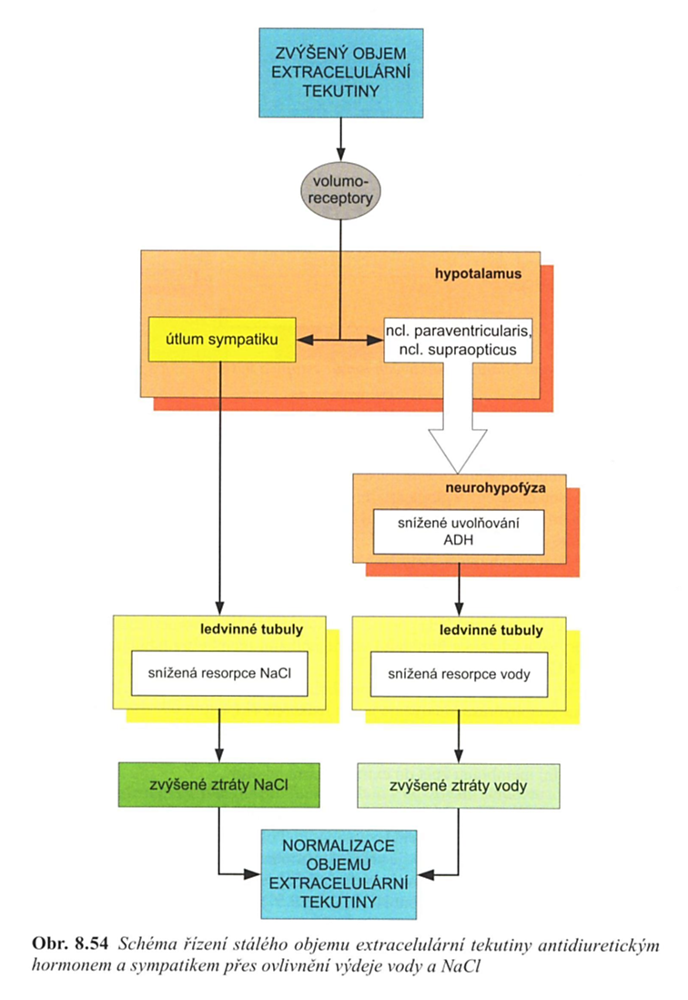 ZVÝŠENÝ OBJEM
EXTRACELULÁRNÍ
TEKUTINY
volumo-
receptory
hypotalamus
útlum sympatiku
ncl. paraventricularis,
ncl. supraopticus
neurohypofýza
snížené uvolňování
ADH
ledvinné tubuly
snížená resorpce NaCl
ledvinné tubuly
snížená resorpce vody
zvýšené ztráty NaCl
zvýšené ztráty vody
NORMALIZACE
OBJEMU
EXTRACELULÁRNÍ
TEKUTINY
Obr. 8.54 Schéma řízení stálého objemu extracelulární tekutiny antidiuretickým
hormonem a sympatikem přes ovlivnění výdeje vody a NaCl